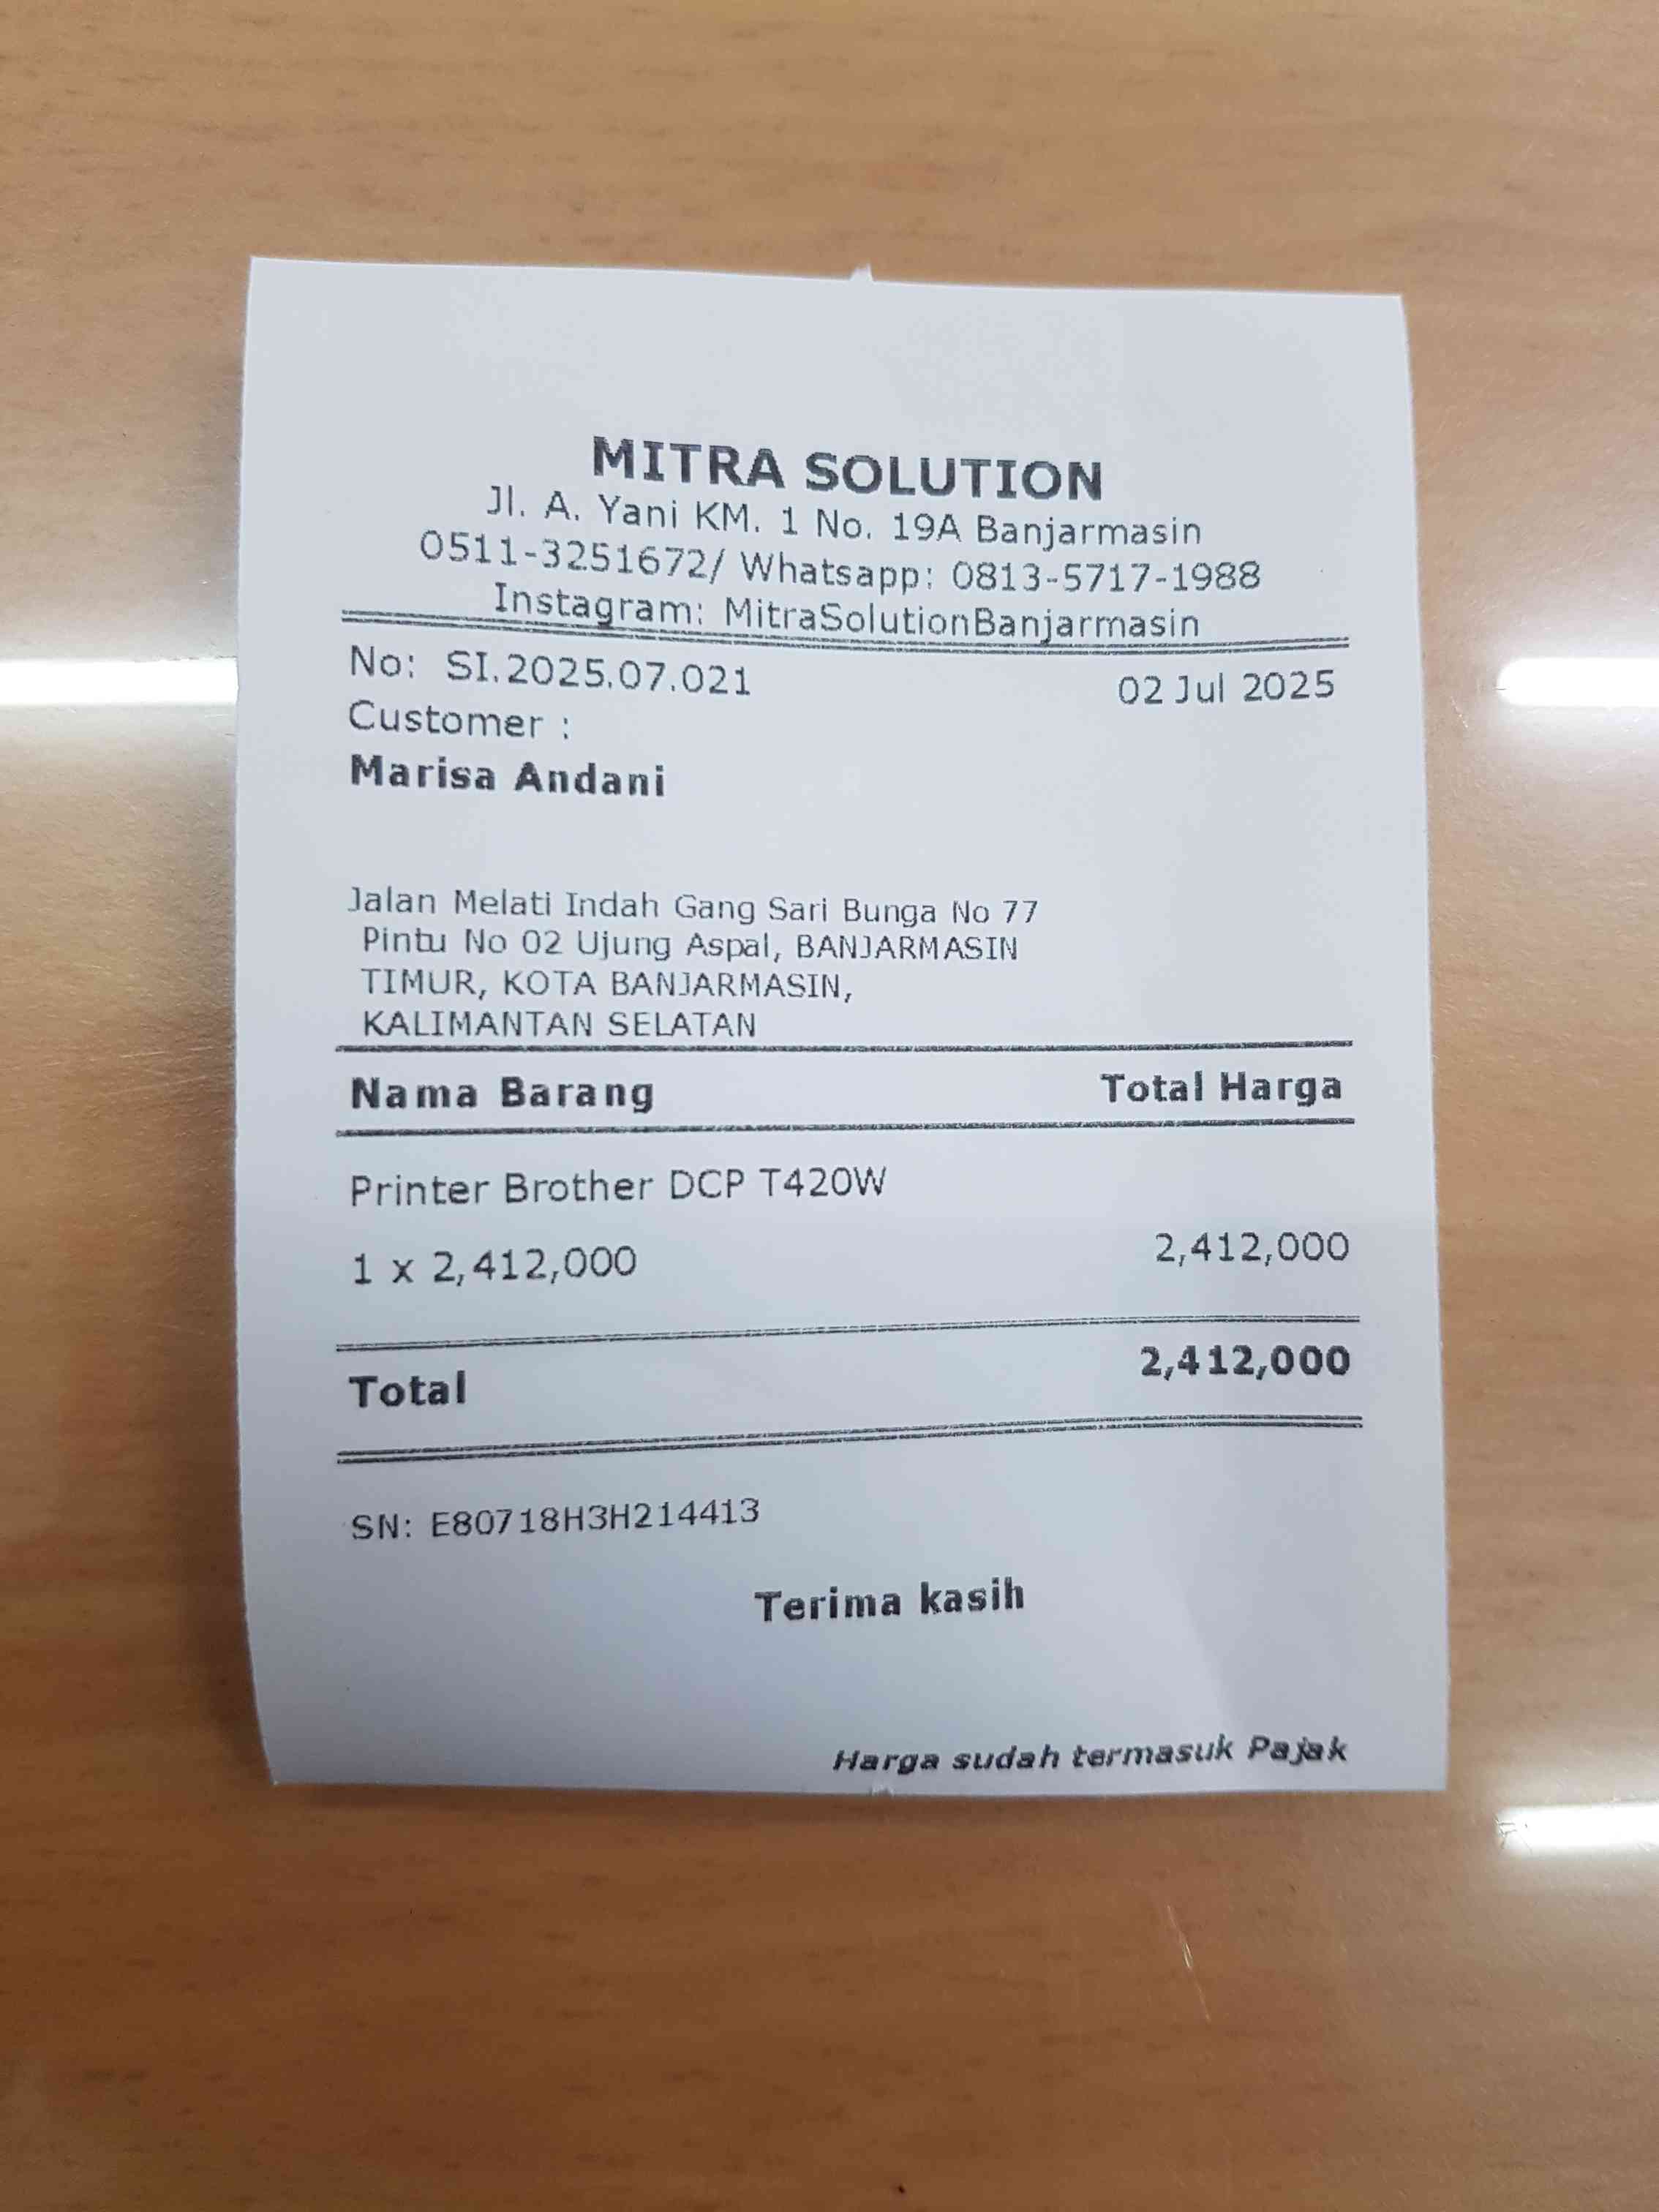 MITRA SOLUTION
Jl. A. Yani KM. 1 No. 19A Banjarmasin
0511-3251672/ Whatsapp: 0813-5717-1988
Instagram: MitraSolutionBanjarmasin
No: SI.2025.07.021 02 Jul 2025
Customer :
Marisa Andani
Jalan Melati Indah Gang Sari Bunga No 77
Pintu No 02 Ujung Aspal, BANJARMASIN
TIMUR, KOTA BANJARMASIN,
KALIMANTAN SELATAN
Nama Barang Total Harga
Printer Brother DCP T420W
1 x 2,412,000 2,412,000
Total 2,412,000
SN: E80718H3H214413
Terima kasih
Harga sudah termasuk Pajak